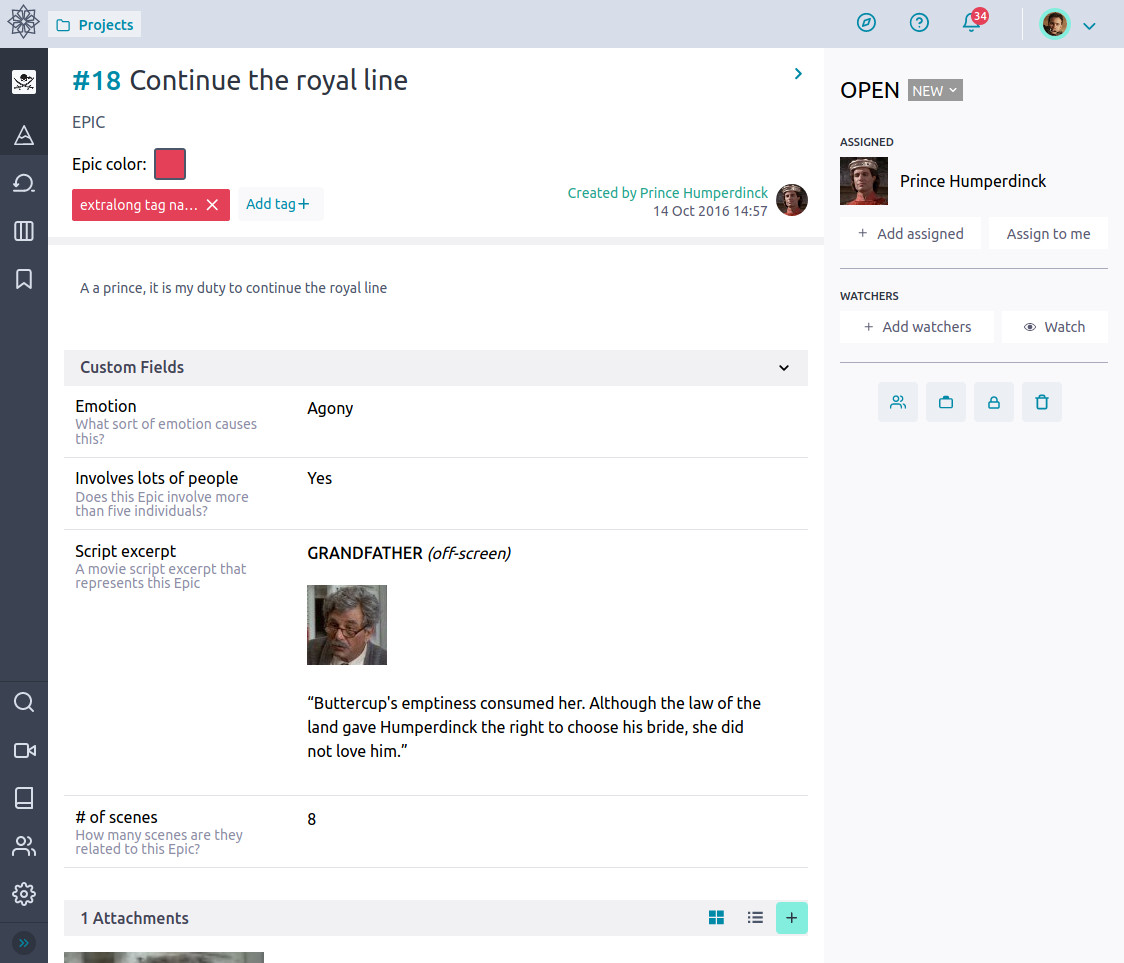 Projects
34
#18 Continue the royal line
EPIC
Epic color:
extralong tag na...
Add tag+
Created by Prince Humperdinck
14 Oct 2016 14:57
A a prince, it is my duty to continue the royal line
Custom Fields
Emotion
What sort of emotion causes
this?
Agony
Involves lots of people
Does this Epic involve more
than five individuals?
Yes
Script excerpt
A movie script excerpt that
represents this Epic
GRANDFATHER (off-screen)
“Buttercup's emptiness consumed her. Although the law of the
land gave Humperdinck the right to choose his bride, she did
not love him.”
# of scenes
How many scenes are they
related to this Epic?
8
1 Attachments
OPEN NEW
ASSIGNED
Prince Humperdinck
+ Add assigned
Assign to me
WATCHERS
+ Add watchers
Watch